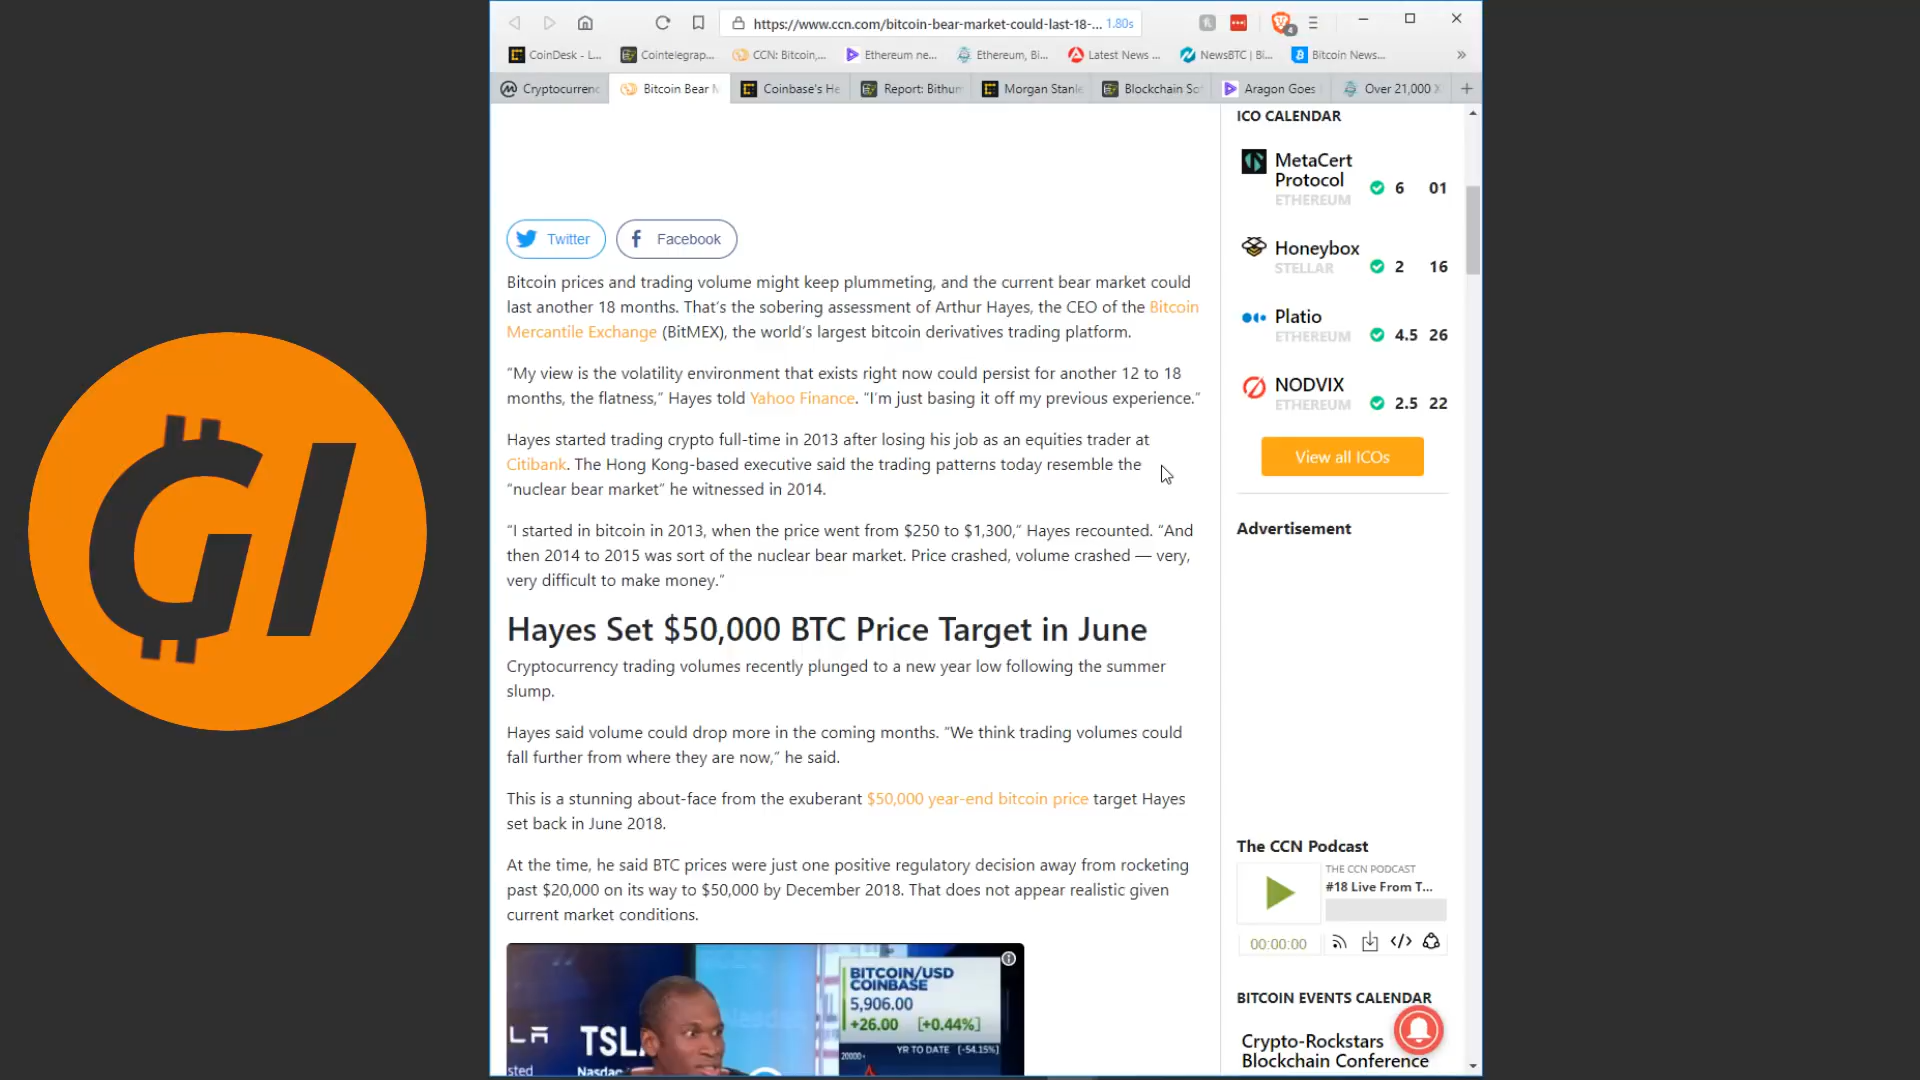 https://www.ccn.com/bitcoin-bear-market-could-last-18-... 1.80s
4
CoinDesk - L... Cointelegrap... CCN: Bitcoin,... Ethereum ne... Ethereum, Bi... Latest News ... NewsBTC | Bi... Bitcoin News... »
Cryptocurrenc Bitcoin Bear M Coinbase's He Report: Bithum Morgan Stanle Blockchain Sc Aragon Goes Over 21,000 X +
GI
Twitter Facebook
Bitcoin prices and trading volume might keep plummeting, and the current bear market could
last another 18 months. That’s the sobering assessment of Arthur Hayes, the CEO of the Bitcoin
Mercantile Exchange (BitMEX), the world’s largest bitcoin derivatives trading platform.
“My view is the volatility environment that exists right now could persist for another 12 to 18
months, the flatness,” Hayes told Yahoo Finance. “I’m just basing it off my previous experience.”
Hayes started trading crypto full-time in 2013 after losing his job as an equities trader at
Citibank. The Hong Kong-based executive said the trading patterns today resemble the
“nuclear bear market” he witnessed in 2014.
“I started in bitcoin in 2013, when the price went from $250 to $1,300,” Hayes recounted. “And
then 2014 to 2015 was sort of the nuclear bear market. Price crashed, volume crashed — very,
very difficult to make money.”
Hayes Set $50,000 BTC Price Target in June
Cryptocurrency trading volumes recently plunged to a new year low following the summer
slump.
Hayes said volume could drop more in the coming months. “We think trading volumes could
fall further from where they are now,” he said.
This is a stunning about-face from the exuberant $50,000 year-end bitcoin price target Hayes
set back in June 2018.
At the time, he said BTC prices were just one positive regulatory decision away from rocketing
past $20,000 on its way to $50,000 by December 2018. That does not appear realistic given
current market conditions.
TSL
Nasdaq
sted
BITCOIN/USD
COINBASE
5,906.00
+26.00 [+0.44%]
YR TO DATE [-54.15%]
20000
ICO CALENDAR
MetaCert
Protocol
ETHEREUM
6 01
Honeybox
STELLAR
2 16
Platio
ETHEREUM
4.5 26
NODVIX
ETHEREUM
2.5 22
View all ICOs
Advertisement
The CCN Podcast
THE CCN PODCAST
#18 Live From T...
00:00:00
</>
BITCOIN EVENTS CALENDAR
Crypto-Rockstars
Blockchain Conference